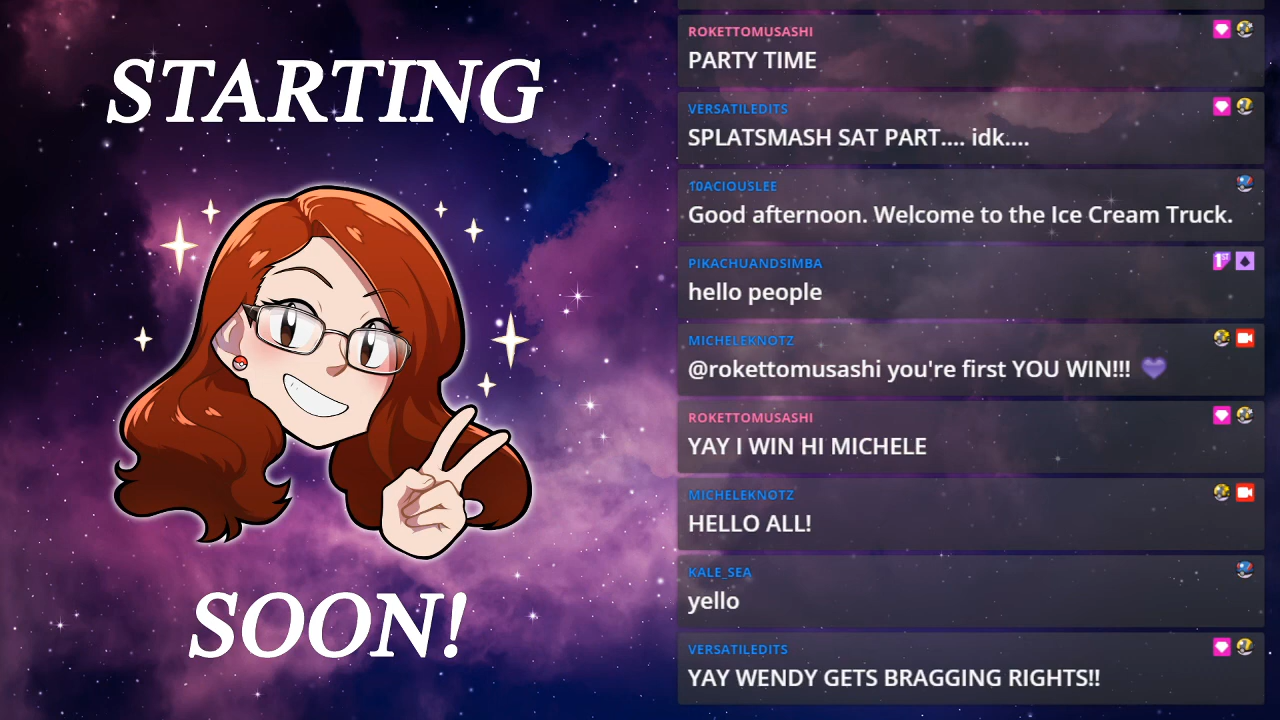 STARTING
SOON!
ROKETTOMUSASHI
PARTY TIME
VERSATILEDITS
SPLATSMASH SAT PART.... idk....
10ACIOUSLEE
Good afternoon. Welcome to the Ice Cream Truck.
PIKACHUANDSIMBA
1ST
hello people
MICHELEKNOTZ
@rokettomusashi you're first YOU WIN!!! 💜
ROKETTOMUSASHI
YAY I WIN HI MICHELE
MICHELEKNOTZ
HELLO ALL!
KALE_SEA
yello
VERSATILEDITS
YAY WENDY GETS BRAGGING RIGHTS!!